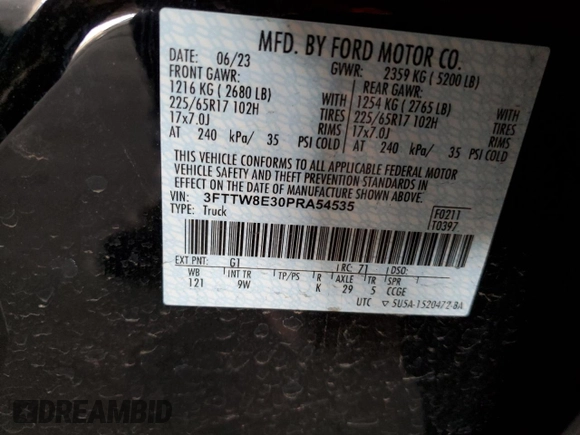 MFD. BY FORD MOTOR CO.
DATE: 06/23 GVWR: 2359 KG ( 5200 LB)
FRONT GAWR: REAR GAWR:
1216 KG ( 2680 LB) 1254 KG ( 2765 LB)
225/65R17 102H TIRES 225/65R17 102H TIRES
17x7.0J RIMS 17x7.0J RIMS
AT 240 kPa/ 35 PSI COLD AT 240 kPa/ 35 PSI COLD
THIS VEHICLE CONFORMS TO ALL APPLICABLE FEDERAL MOTOR
VEHICLE SAFETY AND THEFT PREVENTION STANDARDS IN
EFFECT ON THE DATE OF MANUFACTURE SHOWN ABOVE.
VIN: 3FTTW8E30PRA54535
TYPE: Truck
F0211
T0397
EXT PNT: G1 RC: 71 DSO:
WB INT TR TP/PS R AXLE TR SPR
121 9W K 29 5 CCGE
UTC ▽ 5U5A-1520472-BA
DREAMBID